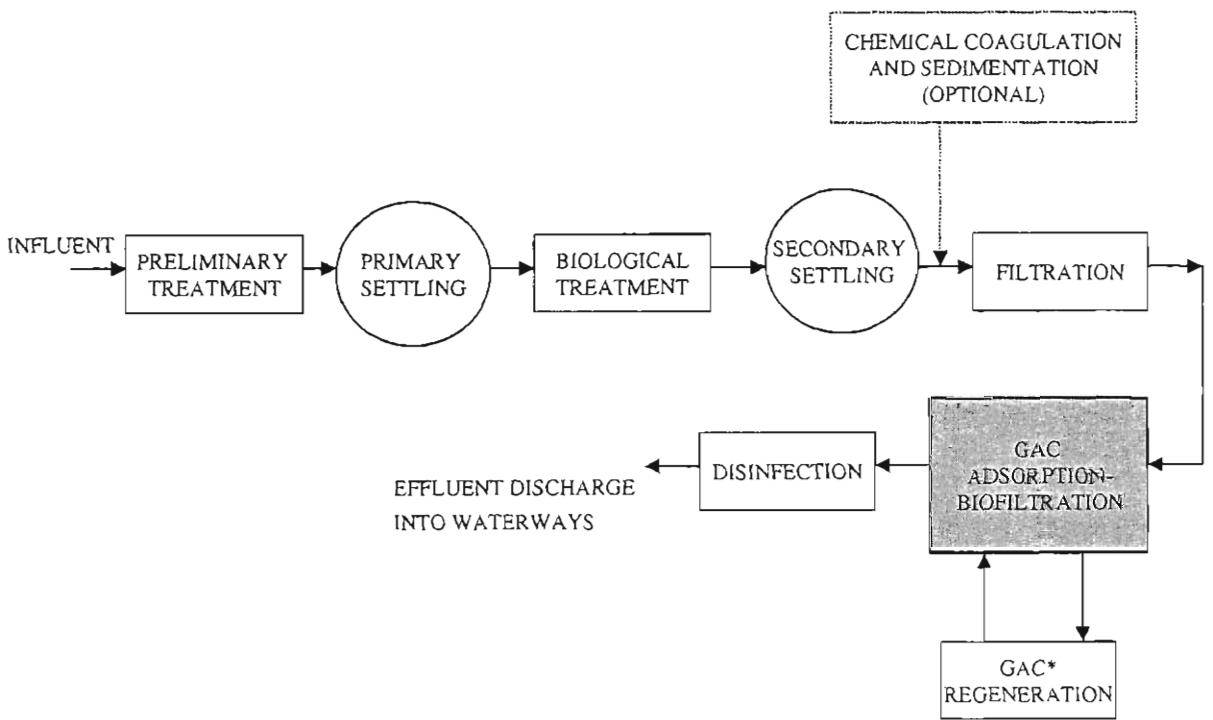 CHEMICAL COAGULATION
AND SEDIMENTATION
(OPTIONAL)
INFLUENT
PRELIMINARY
TREATMENT
PRIMARY
SETTLING
BIOLOGICAL
TREATMENT
SECONDARY
SETTLING
FILTRATION
GAC
ADSORPTION-
BIOFILTRATION
DISINFECTION
EFFLUENT DISCHARGE
INTO WATERWAYS
GAC*
REGENERATION